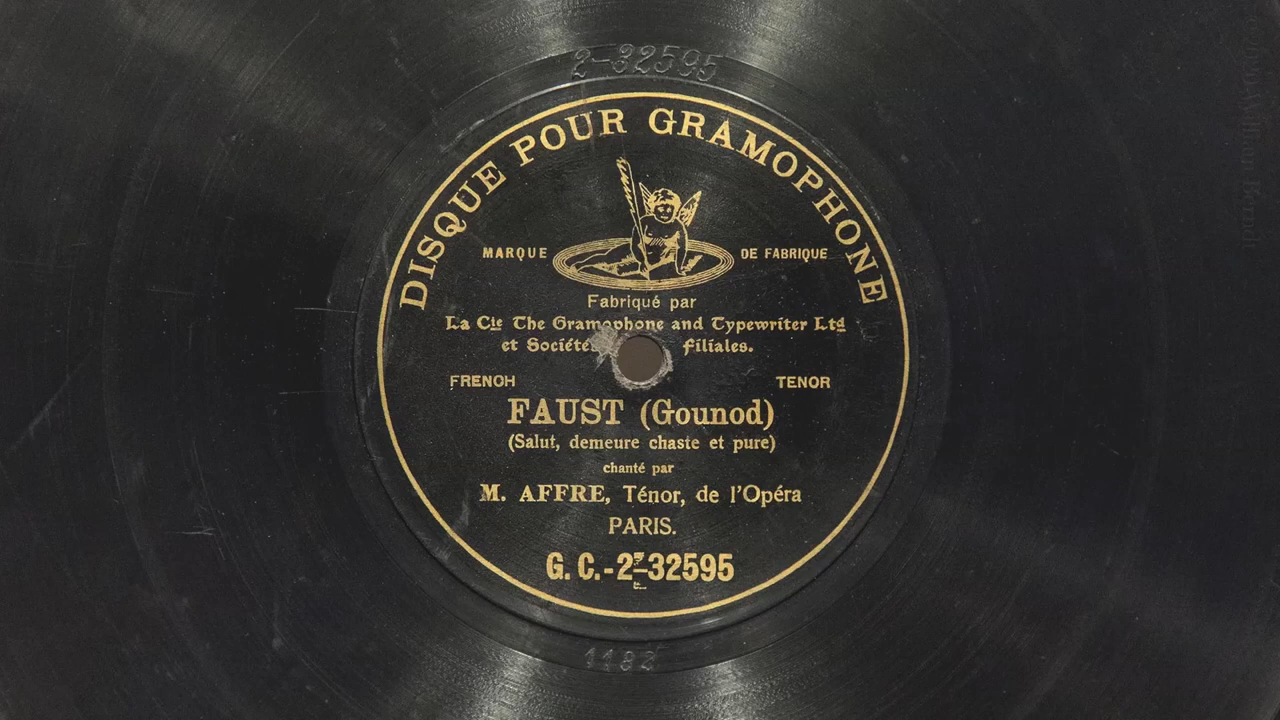 2-32595
DISQUE POUR GRAMOPHONE
MARQUE DE FABRIQUE
Fabriqué par
La Cie The Gramophone and Typewriter Ltd
et Sociétés filiales.
FRENCH TENOR
FAUST (Gounod)
(Salut, demeure chaste et pure)
chanté par
M. AFFRE, Ténor, de l'Opéra
PARIS.
G. C.-2-32595